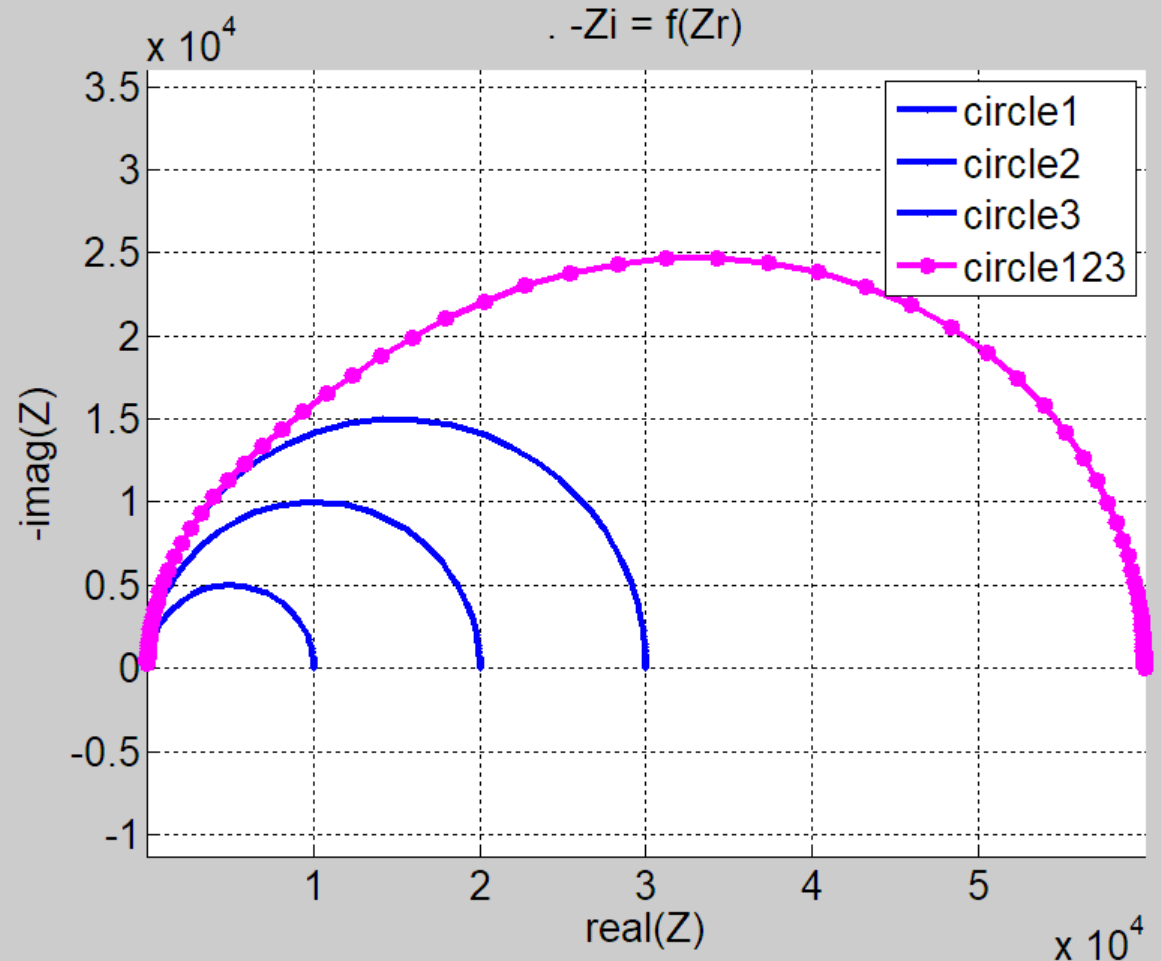 . -Zi = f(Zr)
x 10^4
3.5
3
2.5
2
1.5
1
0.5
0
-0.5
-1
-imag(Z)
circle1
circle2
circle3
circle123
1 2 3 4 5
real(Z)
x 10^4